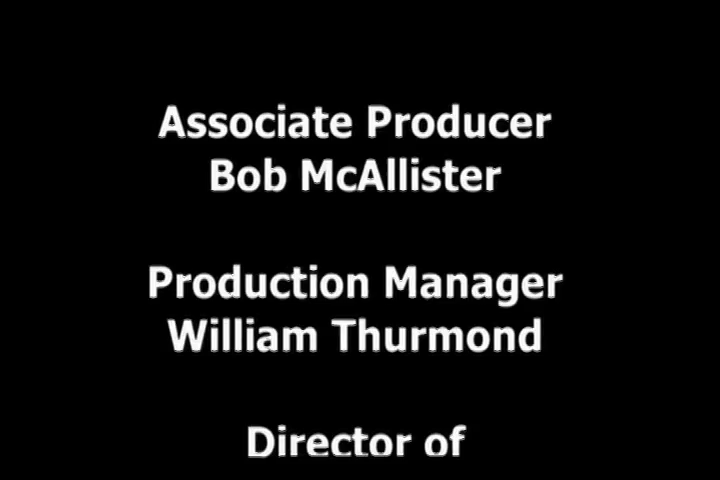 Associate Producer
Bob McAllister
Production Manager
William Thurmond
Director of